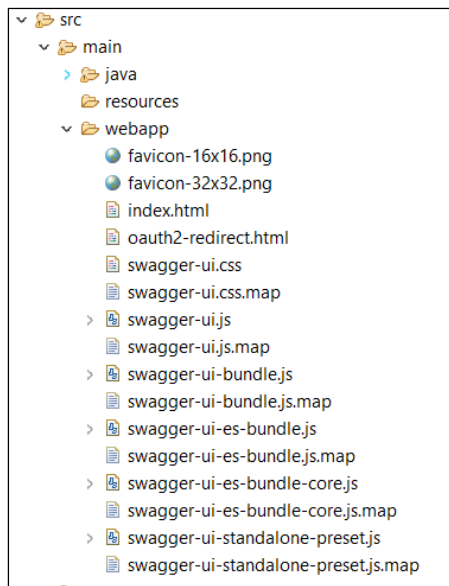 src
main
java
resources
webapp
favicon-16x16.png
favicon-32x32.png
index.html
oauth2-redirect.html
swagger-ui.css
swagger-ui.css.map
swagger-ui.js
swagger-ui.js.map
swagger-ui-bundle.js
swagger-ui-bundle.js.map
swagger-ui-es-bundle.js
swagger-ui-es-bundle.js.map
swagger-ui-es-bundle-core.js
swagger-ui-es-bundle-core.js.map
swagger-ui-standalone-preset.js
swagger-ui-standalone-preset.js.map